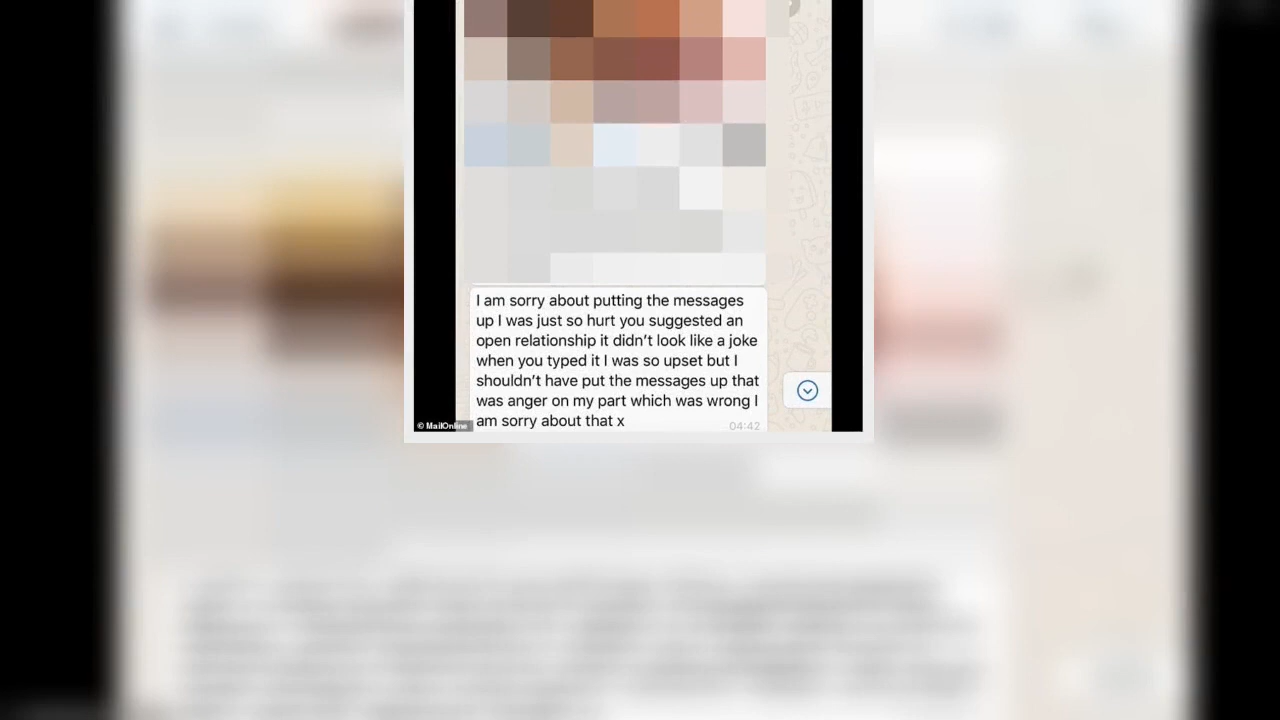 I am sorry about putting the messages
up I was just so hurt you suggested an
open relationship it didn’t look like a joke
when you typed it I was so upset but I
shouldn’t have put the messages up that
was anger on my part which was wrong I
am sorry about that x
04:42
© MailOnline